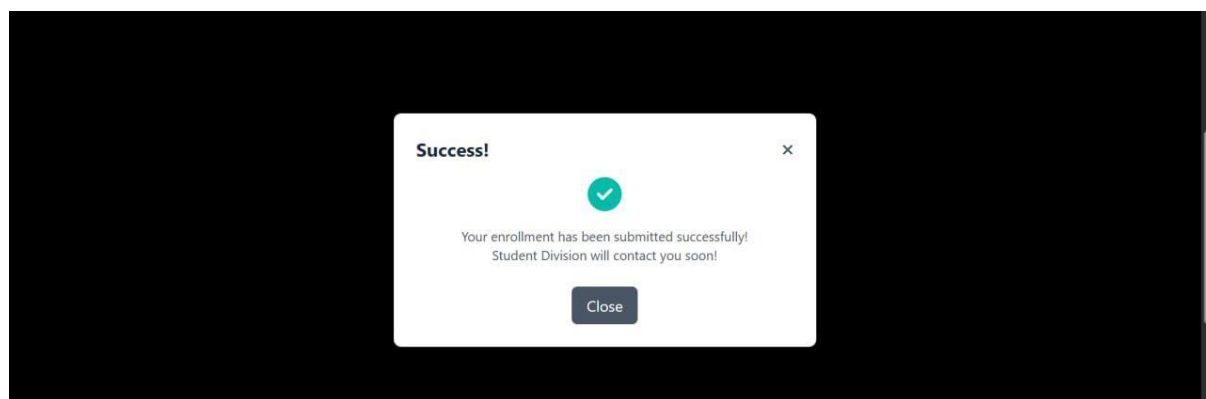 Success!
Your enrollment has been submitted successfully!
Student Division will contact you soon!
Close